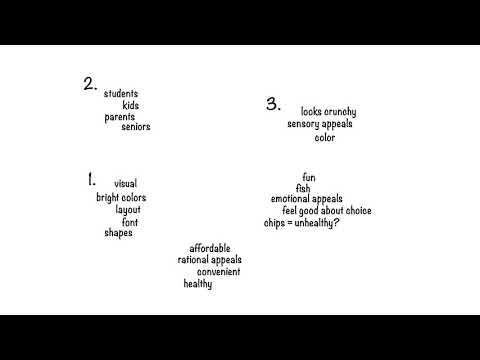 2.
students
kids
parents
seniors
3.
looks crunchy
sensory appeals
color
1.
visual
bright colors
layout
font
shapes
fun
fish
emotional appeals
feel good about choice
chips = unhealthy?
affordable
rational appeals
convenient
healthy